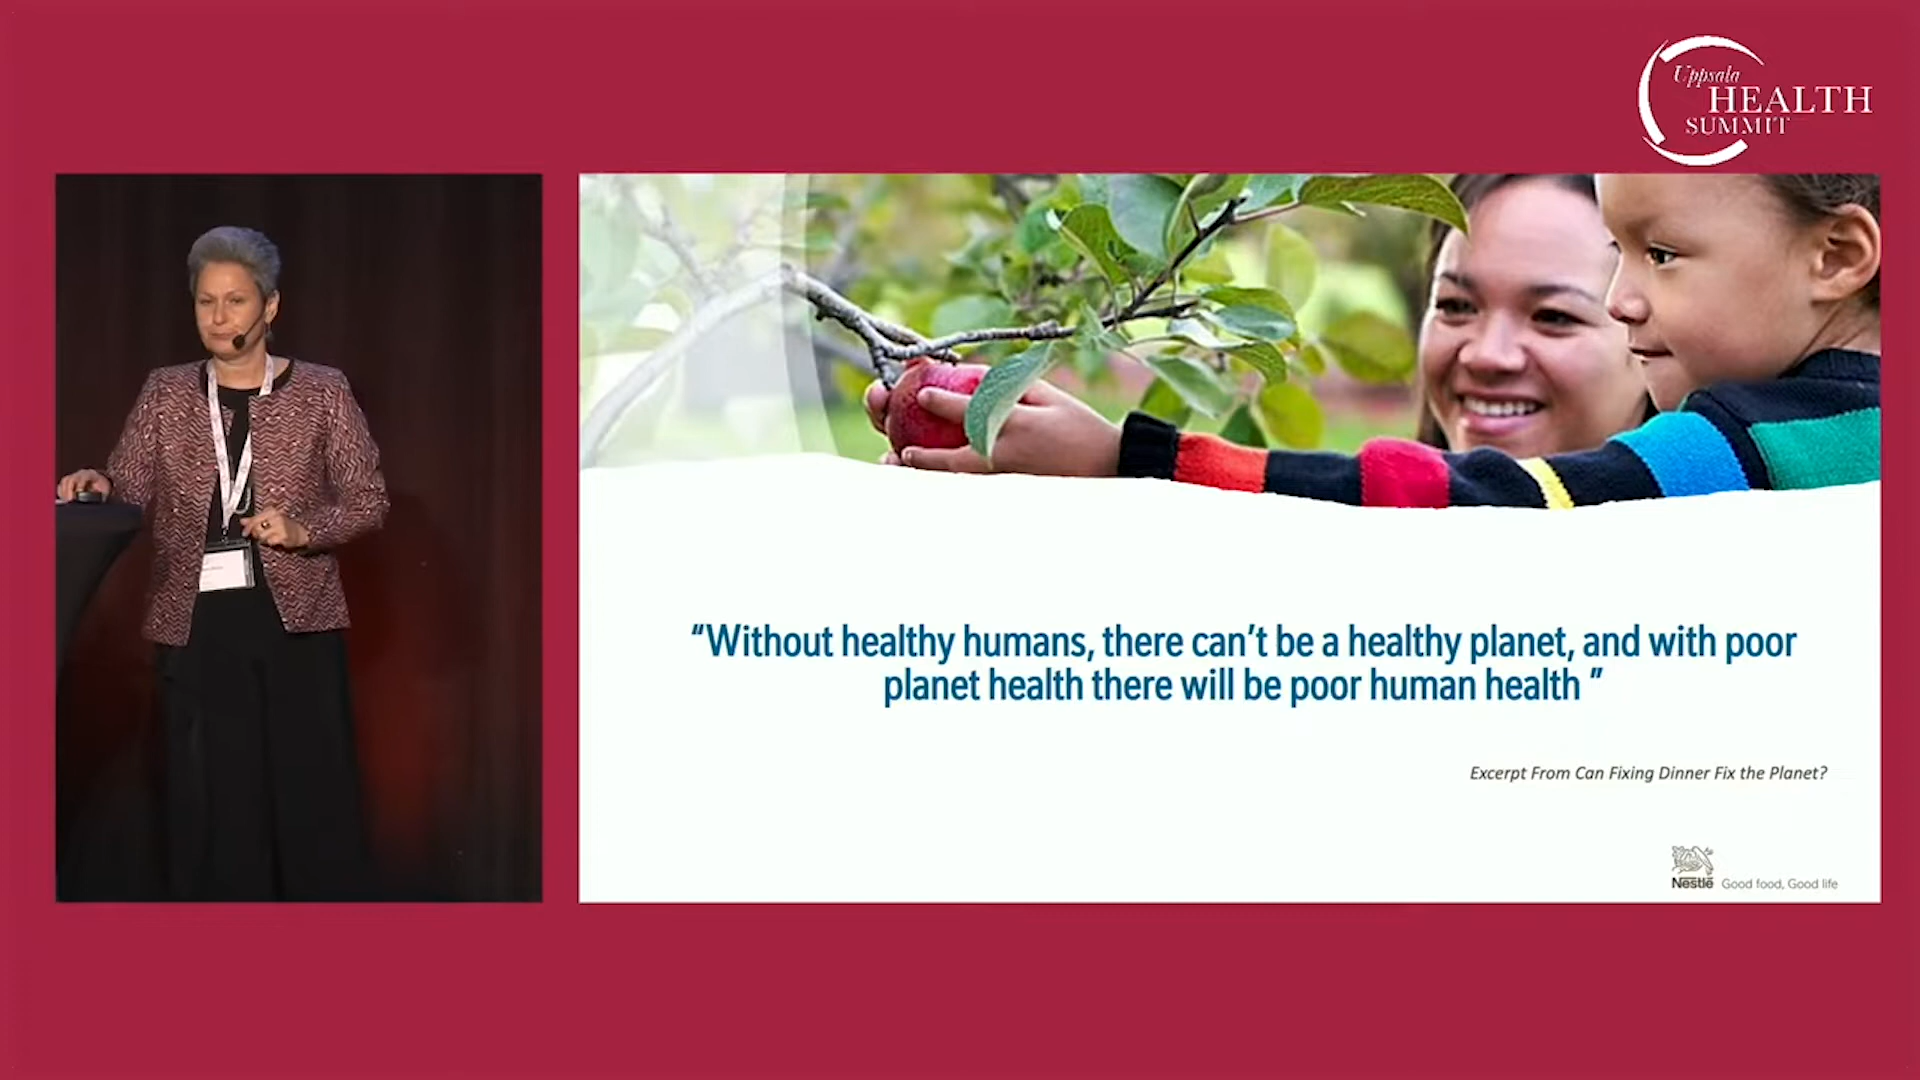 Uppsala
HEALTH
SUMMIT
“Without healthy humans, there can’t be a healthy planet, and with poor
planet health there will be poor human health ”
Excerpt From Can Fixing Dinner Fix the Planet?
Nestlé Good food, Good life